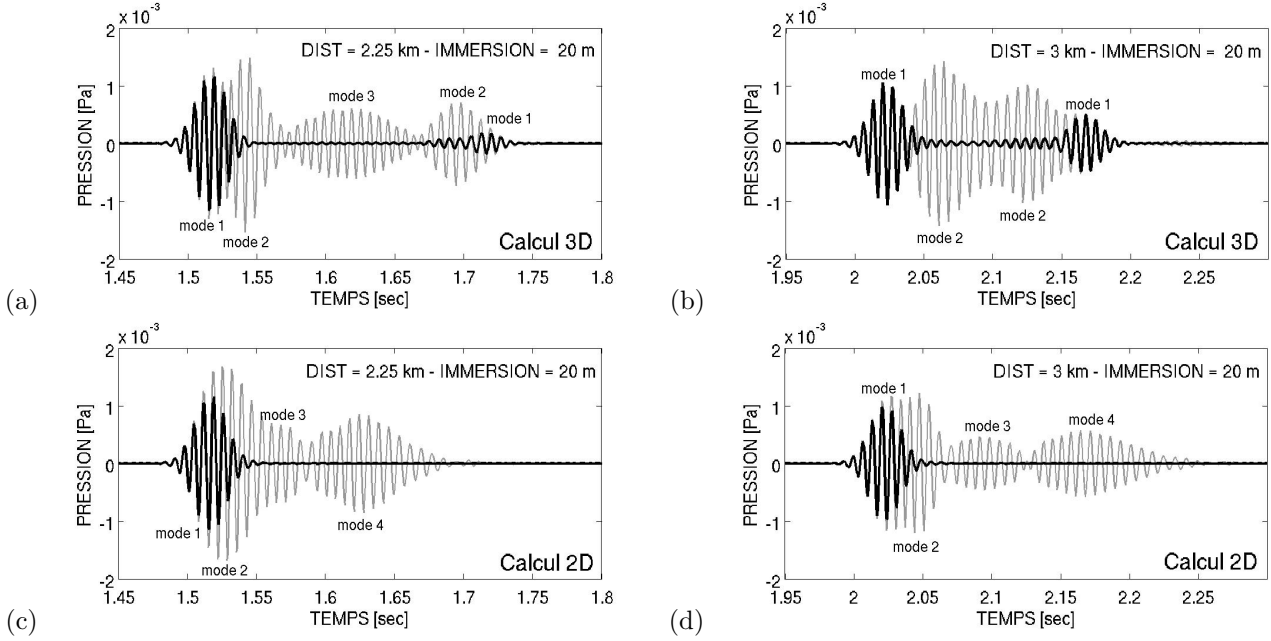 x 10⁻³
2
DIST = 2.25 km - IMMERSION = 20 m
1
mode 3
mode 2
mode 1
0
PRESSION [Pa]
-1
mode 1
mode 2
Calcul 3D
-2
1.45 1.5 1.55 1.6 1.65 1.7 1.75 1.8
TEMPS [sec]
(a)
x 10⁻³
2
DIST = 3 km - IMMERSION = 20 m
mode 1
1
mode 1
0
PRESSION [Pa]
-1
mode 2
mode 2
Calcul 3D
-2
1.95 2 2.05 2.1 2.15 2.2 2.25
TEMPS [sec]
(b)
x 10⁻³
2
DIST = 2.25 km - IMMERSION = 20 m
1
mode 3
0
PRESSION [Pa]
-1
mode 1
mode 4
mode 2
Calcul 2D
-2
1.45 1.5 1.55 1.6 1.65 1.7 1.75 1.8
TEMPS [sec]
(c)
x 10⁻³
2
DIST = 3 km - IMMERSION = 20 m
mode 1
1
mode 3
mode 4
0
PRESSION [Pa]
-1
mode 2
Calcul 2D
-2
1.95 2 2.05 2.1 2.15 2.2 2.25
TEMPS [sec]
(d)